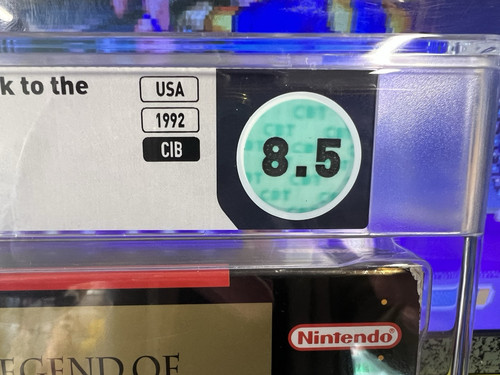 k to the
USA
1992
CIB
8.5
Nintendo
EGEND OF